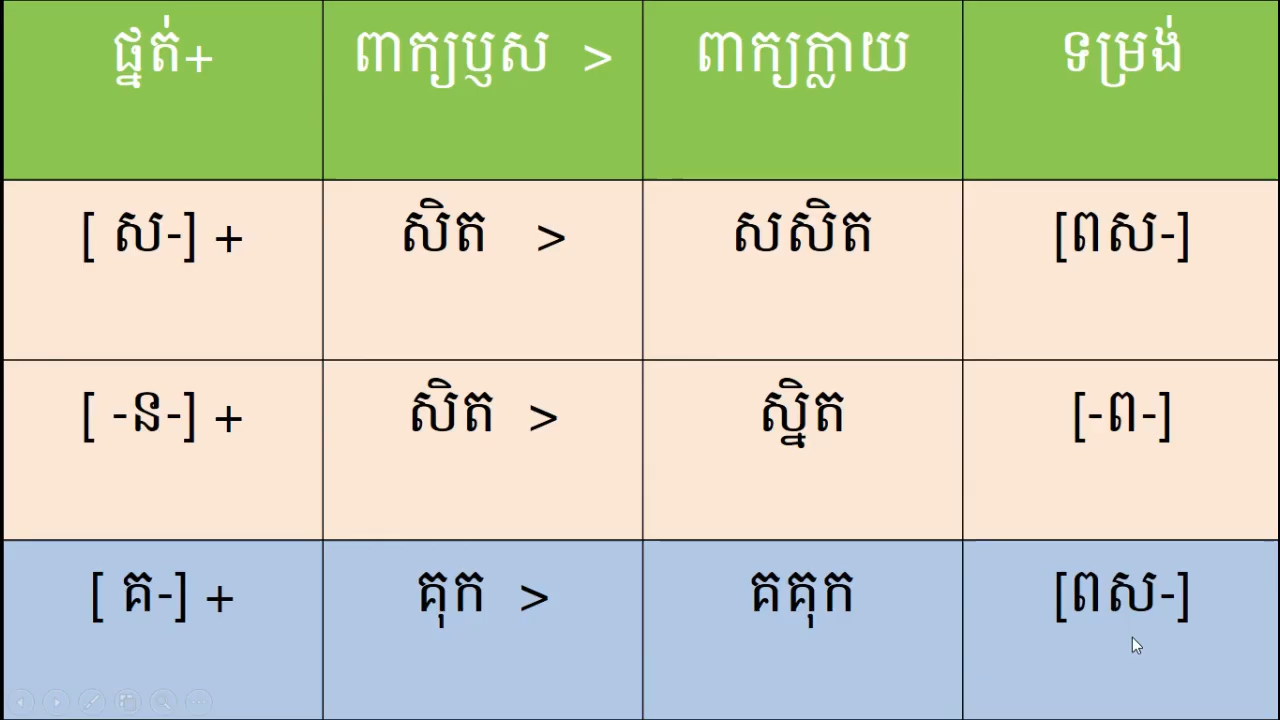 ផ្នត់+ ពាក្យប្ញស > ពាក្យក្លាយ ទម្រង់
[ ស-] + សិត > សសិត [ពស-]
[ -ន-] + សិត > ស្និត [-ព-]
[ គ-] + គុក > គគុក [ពស-]